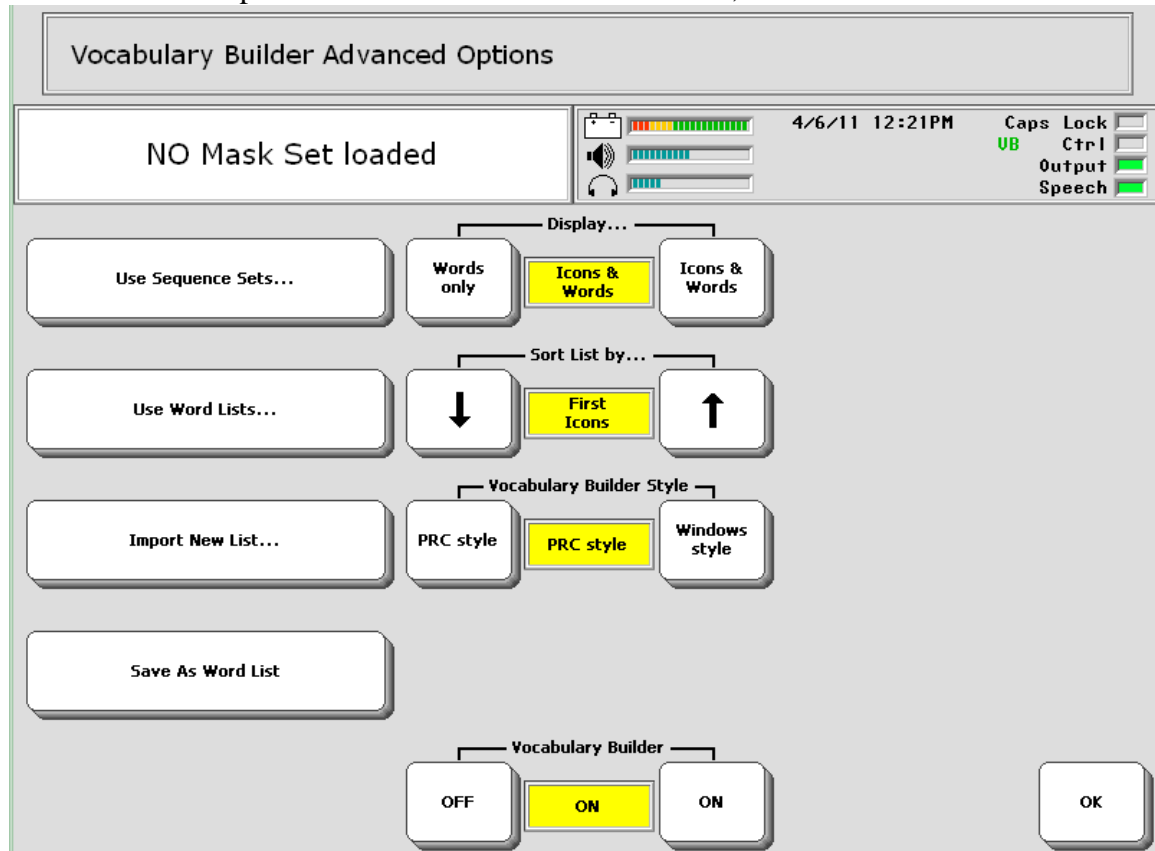 Vocabulary Builder Advanced Options
NO Mask Set loaded
4/6/11 12:21PM
Caps Lock
VB Ctrl
Output
Speech
Display...
Use Sequence Sets...
Words
only
Icons &
Words
Icons &
Words
Sort List by...
Use Word Lists...
↓
First
Icons
↑
Vocabulary Builder Style
Import New List...
PRC style
PRC style
Windows
style
Save As Word List
Vocabulary Builder
OFF
ON
ON
OK